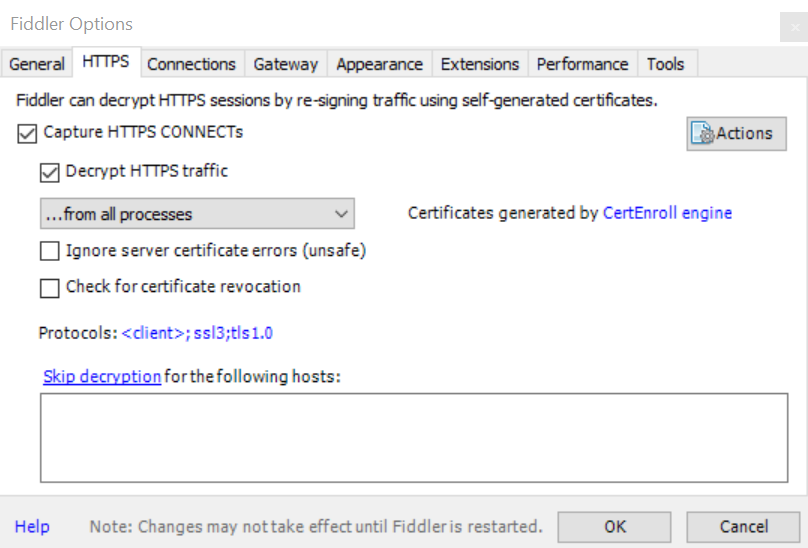 Fiddler Options
General HTTPS Connections Gateway Appearance Extensions Performance Tools
Fiddler can decrypt HTTPS sessions by re-signing traffic using self-generated certificates.
Capture HTTPS CONNECTs
Actions
Decrypt HTTPS traffic
...from all processes
Certificates generated by CertEnroll engine
Ignore server certificate errors (unsafe)
Check for certificate revocation
Protocols: <client>; ssl3;tls1.0
Skip decryption for the following hosts:
Help Note: Changes may not take effect until Fiddler is restarted. OK Cancel